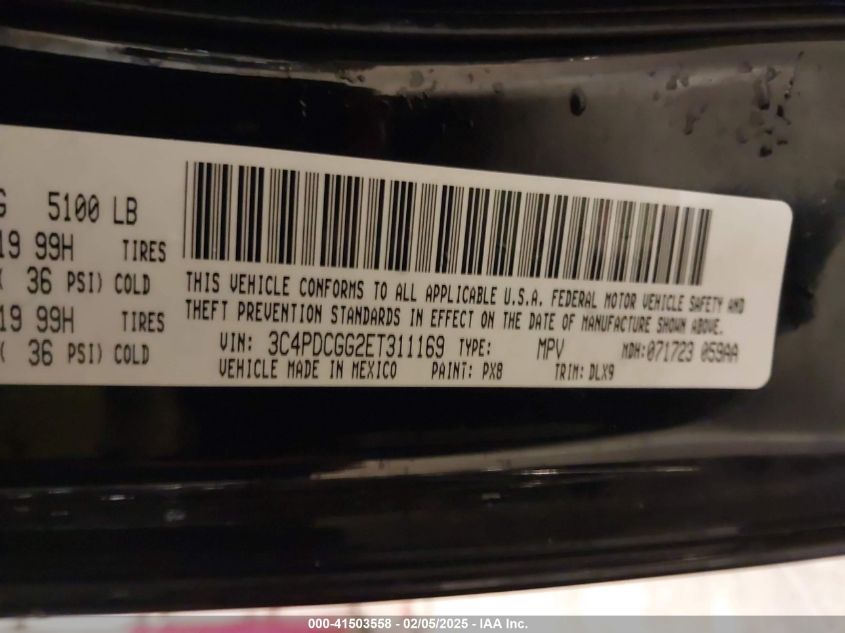 G 5100 LB
19 99H TIRES
( 36 PSI) COLD
19 99H TIRES
( 36 PSI) COLD
THIS VEHICLE CONFORMS TO ALL APPLICABLE U.S.A. FEDERAL MOTOR VEHICLE SAFETY AND
THEFT PREVENTION STANDARDS IN EFFECT ON THE DATE OF MANUFACTURE SHOWN ABOVE.
VIN: 3C4PDCGG2ET311169 TYPE: MPV MDH:071723 059AA
VEHICLE MADE IN MEXICO PAINT: PX8 TRIM: DLX9
000-41503558 - 02/05/2025 - IAA Inc.